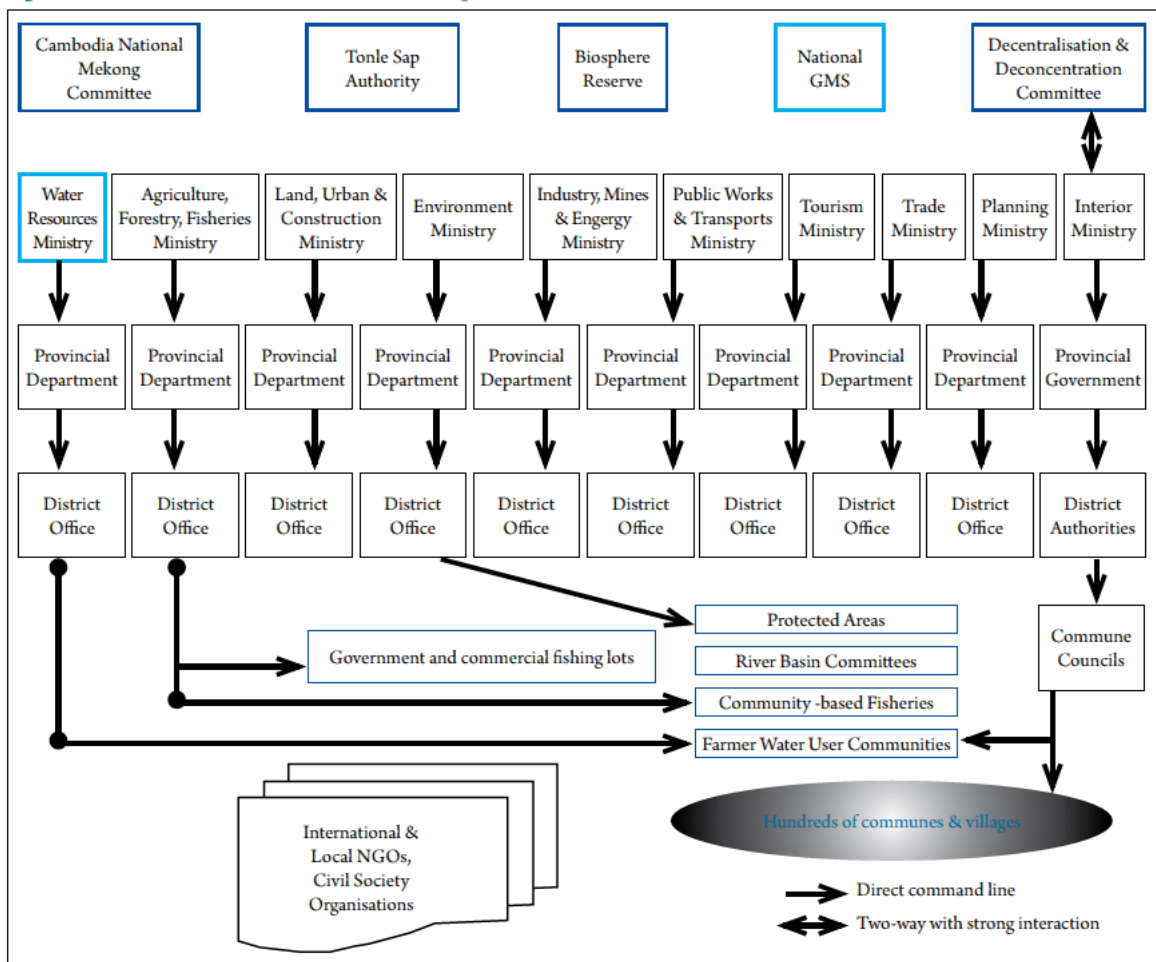 Cambodia National
Mekong
Committee
Tonle Sap
Authority
Biosphere
Reserve
National
GMS
Decentralisation &
Deconcentration
Committee
Water
Resources
Ministry
Agriculture,
Forestry, Fisheries
Ministry
Land, Urban &
Construction
Ministry
Environment
Ministry
Industry, Mines
& Engergy
Ministry
Public Works
& Transports
Ministry
Tourism
Ministry
Trade
Ministry
Planning
Ministry
Interior
Ministry
Provincial
Department
Provincial
Department
Provincial
Department
Provincial
Department
Provincial
Department
Provincial
Department
Provincial
Department
Provincial
Department
Provincial
Department
Provincial
Government
District
Office
District
Office
District
Office
District
Office
District
Office
District
Office
District
Office
District
Office
District
Office
District
Authorities
Protected Areas
Government and commercial fishing lots
River Basin Committees
Commune
Councils
Community -based Fisheries
Farmer Water User Communities
International &
Local NGOs,
Civil Society
Organisations
Hundreds of communes & villages
Direct command line
Two-way with strong interaction